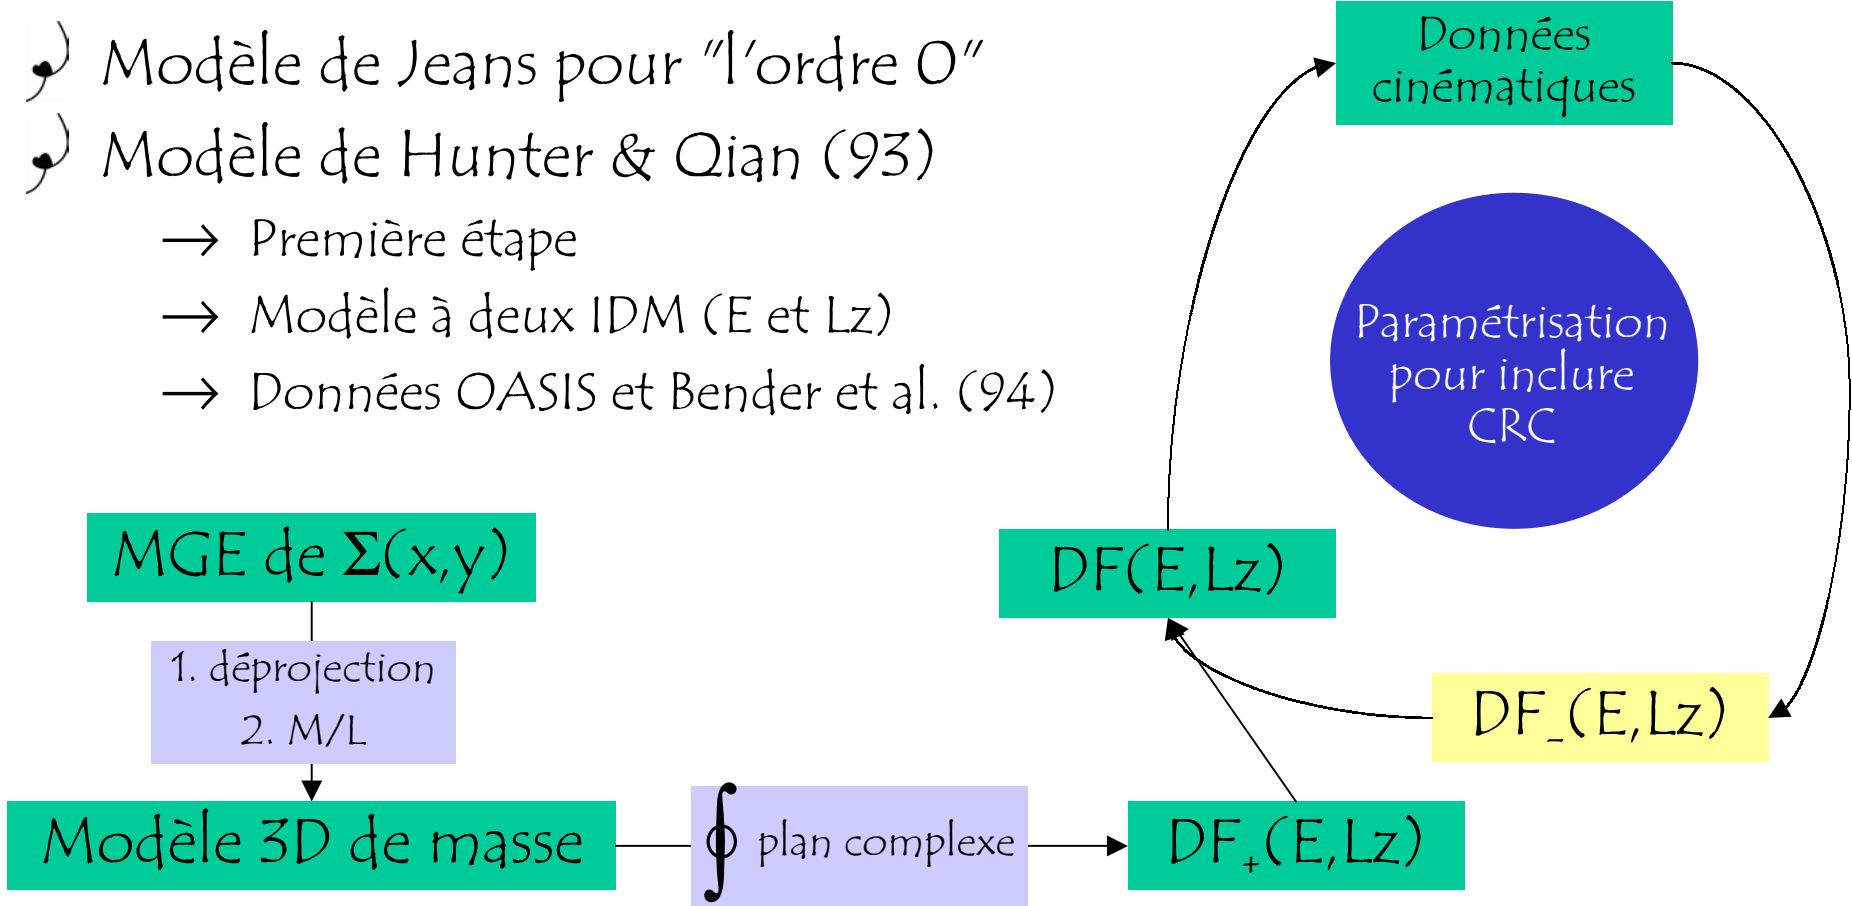 Modèle de Jeans pour "l'ordre 0"
Modèle de Hunter & Qian (93)
→ Première étape
→ Modèle à deux IDM (E et Lz)
→ Données OASIS et Bender et al. (94)
Données
cinématiques
Paramétrisation
pour inclure
CRC
MGE de Σ(x,y)
1. déprojection
2. M/L
Modèle 3D de masse
∮ plan complexe
DF₊(E,Lz)
DF(E,Lz)
DF₋(E,Lz)